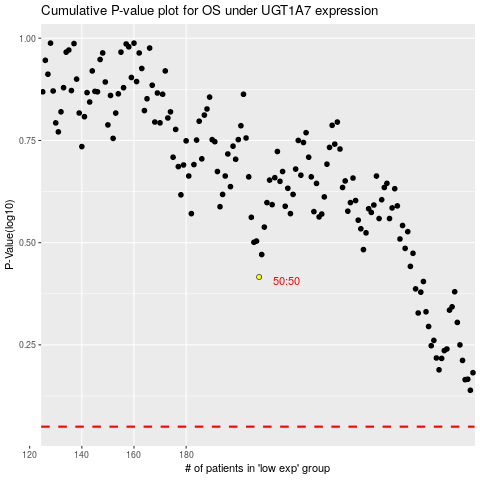 Cumulative P-value plot for OS under UGT1A7 expression
P-Value(log10)
1.00
0.75
0.50
0.25
50:50
120 140 160 180
# of patients in 'low exp' group